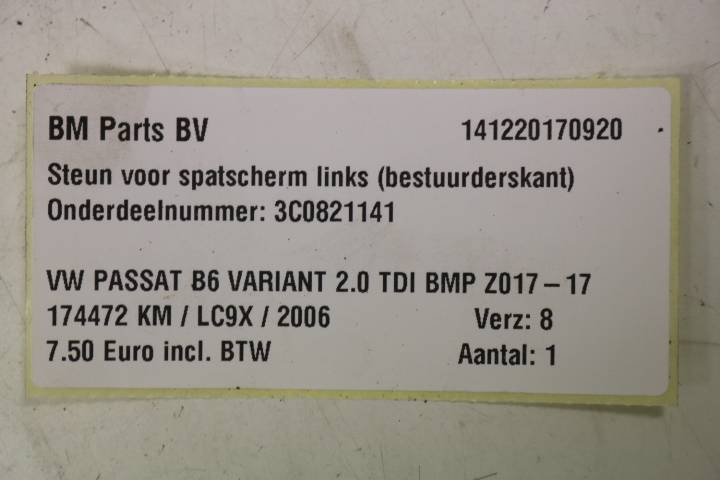 BM Parts BV 141220170920
Steun voor spatscherm links (bestuurderskant)
Onderdeelnummer: 3C0821141
VW PASSAT B6 VARIANT 2.0 TDI BMP Z017-17
174472 KM / LC9X / 2006 Verz: 8
7.50 Euro incl. BTW Aantal: 1